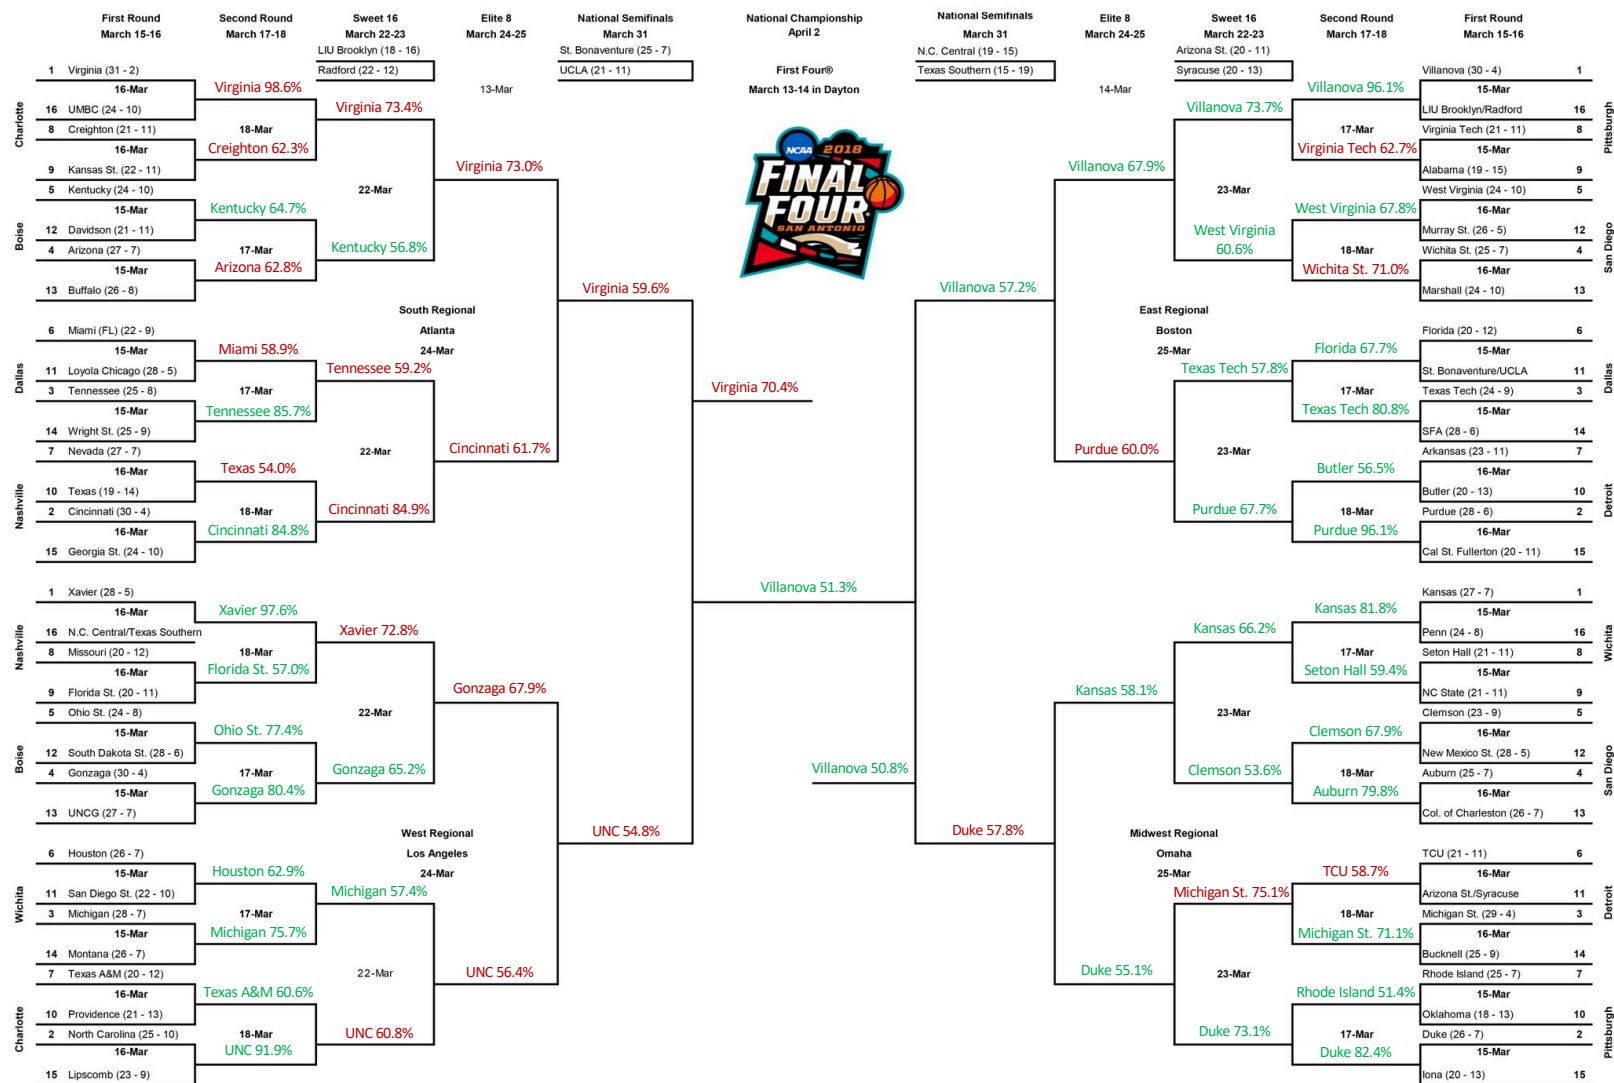 First Round
March 15-16
Second Round
March 17-18
Sweet 16
March 22-23
Elite 8
March 24-25
National Semifinals
March 31
National Championship
April 2
National Semifinals
March 31
Elite 8
March 24-25
Sweet 16
March 22-23
Second Round
March 17-18
First Round
March 15-16
LIU Brooklyn (18 - 16)
Radford (22 - 12)
13-Mar
St. Bonaventure (25 - 7)
UCLA (21 - 11)
First Four®
March 13-14 in Dayton
N.C. Central (19 - 15)
Texas Southern (15 - 19)
14-Mar
Arizona St. (20 - 11)
Syracuse (20 - 13)
NCAA 2018
FINAL
FOUR
SAN ANTONIO
Charlotte
1 Virginia (31 - 2)
16-Mar
16 UMBC (24 - 10)
8 Creighton (21 - 11)
16-Mar
9 Kansas St. (22 - 11)
Boise
5 Kentucky (24 - 10)
15-Mar
12 Davidson (21 - 11)
4 Arizona (27 - 7)
15-Mar
13 Buffalo (26 - 8)
Dallas
6 Miami (FL) (22 - 9)
15-Mar
11 Loyola Chicago (28 - 5)
3 Tennessee (25 - 8)
15-Mar
14 Wright St. (25 - 9)
Nashville
7 Nevada (27 - 7)
16-Mar
10 Texas (19 - 14)
2 Cincinnati (30 - 4)
16-Mar
15 Georgia St. (24 - 10)
Virginia 98.6%
18-Mar
Creighton 62.3%
Kentucky 64.7%
17-Mar
Arizona 62.8%
Miami 58.9%
17-Mar
Tennessee 85.7%
Texas 54.0%
18-Mar
Cincinnati 84.8%
Virginia 73.4%
22-Mar
Kentucky 56.8%
Tennessee 59.2%
22-Mar
Cincinnati 84.9%
Virginia 73.0%
South Regional
Atlanta
24-Mar
Cincinnati 61.7%
Virginia 59.6%
Nashville
1 Xavier (28 - 5)
16-Mar
16 N.C. Central/Texas Southern
8 Missouri (20 - 12)
16-Mar
9 Florida St. (20 - 11)
Boise
5 Ohio St. (24 - 8)
15-Mar
12 South Dakota St. (28 - 6)
4 Gonzaga (30 - 4)
15-Mar
13 UNCG (27 - 7)
Wichita
6 Houston (26 - 7)
15-Mar
11 San Diego St. (22 - 10)
3 Michigan (28 - 7)
15-Mar
14 Montana (26 - 7)
Charlotte
7 Texas A&M (20 - 12)
16-Mar
10 Providence (21 - 13)
2 North Carolina (25 - 10)
16-Mar
15 Lipscomb (23 - 9)
Xavier 97.6%
18-Mar
Florida St. 57.0%
Ohio St. 77.4%
17-Mar
Gonzaga 80.4%
Houston 62.9%
17-Mar
Michigan 75.7%
Texas A&M 60.6%
18-Mar
UNC 91.9%
Xavier 72.8%
22-Mar
Gonzaga 65.2%
Michigan 57.4%
22-Mar
UNC 60.8%
Gonzaga 67.9%
West Regional
Los Angeles
24-Mar
UNC 56.4%
UNC 54.8%
Virginia 70.4%
Villanova 51.3%
Villanova 50.8%
Villanova 57.2%
Villanova 67.9%
East Regional
Boston
25-Mar
Purdue 60.0%
Villanova 73.7%
23-Mar
West Virginia
60.6%
Texas Tech 57.8%
23-Mar
Purdue 67.7%
Villanova 96.1%
17-Mar
Virginia Tech 62.7%
West Virginia 67.8%
18-Mar
Wichita St. 71.0%
Florida 67.7%
17-Mar
Texas Tech 80.8%
Butler 56.5%
18-Mar
Purdue 96.1%
Villanova (30 - 4) 1
15-Mar
LIU Brooklyn/Radford 16
Virginia Tech (21 - 11) 8
15-Mar
Alabama (19 - 15) 9
Pittsburgh
West Virginia (24 - 10) 5
16-Mar
Murray St. (26 - 5) 12
Wichita St. (25 - 7) 4
16-Mar
Marshall (24 - 10) 13
San Diego
Florida (20 - 12) 6
15-Mar
St. Bonaventure/UCLA 11
Texas Tech (24 - 9) 3
15-Mar
SFA (28 - 6) 14
Dallas
Arkansas (23 - 11) 7
16-Mar
Butler (20 - 13) 10
Purdue (28 - 6) 2
16-Mar
Cal St. Fullerton (20 - 11) 15
Detroit
Duke 57.8%
Kansas 58.1%
Midwest Regional
Omaha
25-Mar
Duke 55.1%
Kansas 66.2%
23-Mar
Clemson 53.6%
Michigan St. 75.1%
23-Mar
Duke 73.1%
Kansas 81.8%
17-Mar
Seton Hall 59.4%
Clemson 67.9%
18-Mar
Auburn 79.8%
TCU 58.7%
18-Mar
Michigan St. 71.1%
Rhode Island 51.4%
17-Mar
Duke 82.4%
Kansas (27 - 7) 1
15-Mar
Penn (24 - 8) 16
Seton Hall (21 - 11) 8
15-Mar
NC State (21 - 11) 9
Wichita
Clemson (23 - 9) 5
16-Mar
New Mexico St. (28 - 5) 12
Auburn (25 - 7) 4
16-Mar
Col. of Charleston (26 - 7) 13
San Diego
TCU (21 - 11) 6
16-Mar
Arizona St./Syracuse 11
Michigan St. (29 - 4) 3
16-Mar
Bucknell (25 - 9) 14
Detroit
Rhode Island (25 - 7) 7
15-Mar
Oklahoma (18 - 13) 10
Duke (26 - 7) 2
15-Mar
Iona (20 - 13) 15
Pittsburgh